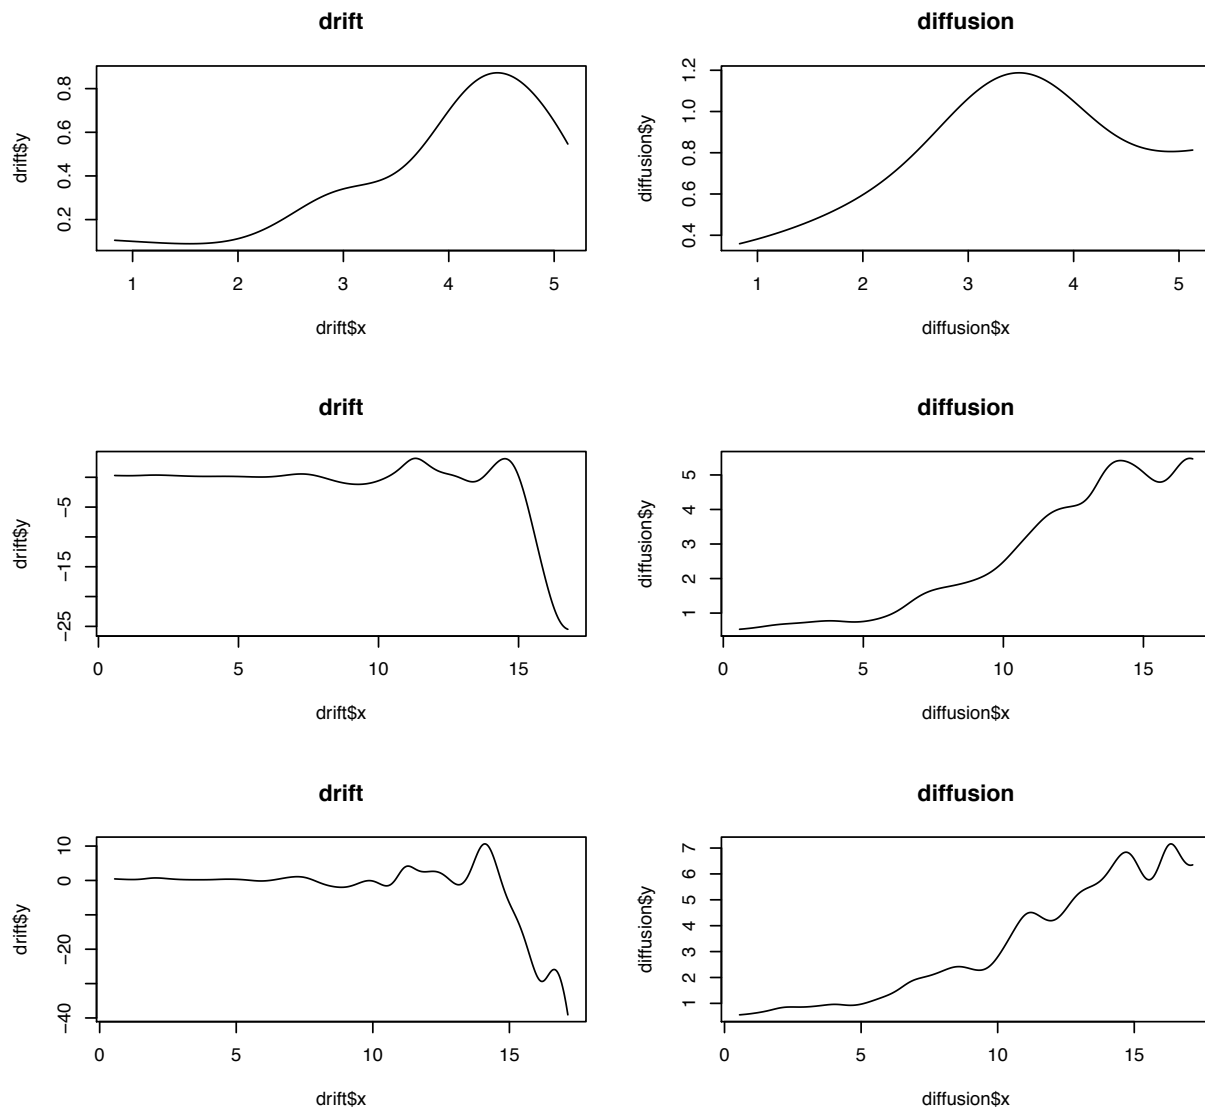 drift
diffusion
drift$y
0.2 0.4 0.6 0.8
diffusion$y
0.4 0.6 0.8 1.0 1.2
1 2 3 4 5
1 2 3 4 5
drift$x
diffusion$x
drift
diffusion
drift$y
−25 −15 −5
diffusion$y
1 2 3 4 5
0 5 10 15
0 5 10 15
drift$x
diffusion$x
drift
diffusion
drift$y
−40 −20 0 10
diffusion$y
1 2 3 4 5 6 7
0 5 10 15
0 5 10 15
drift$x
diffusion$x